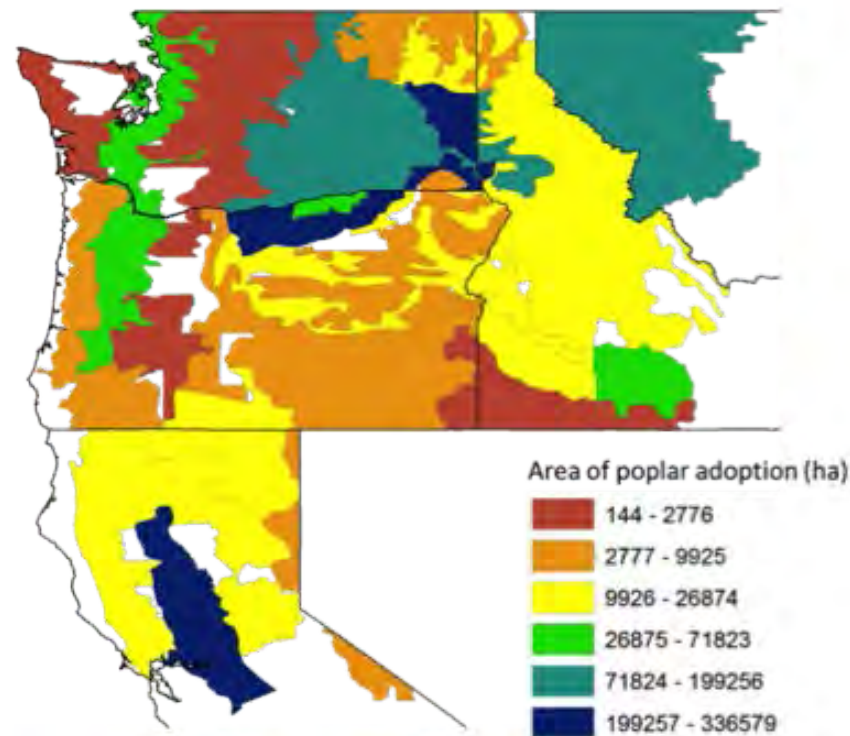 Area of poplar adoption (ha)
144 - 2776
2777 - 9925
9926 - 26874
26875 - 71823
71824 - 199256
199257 - 336579